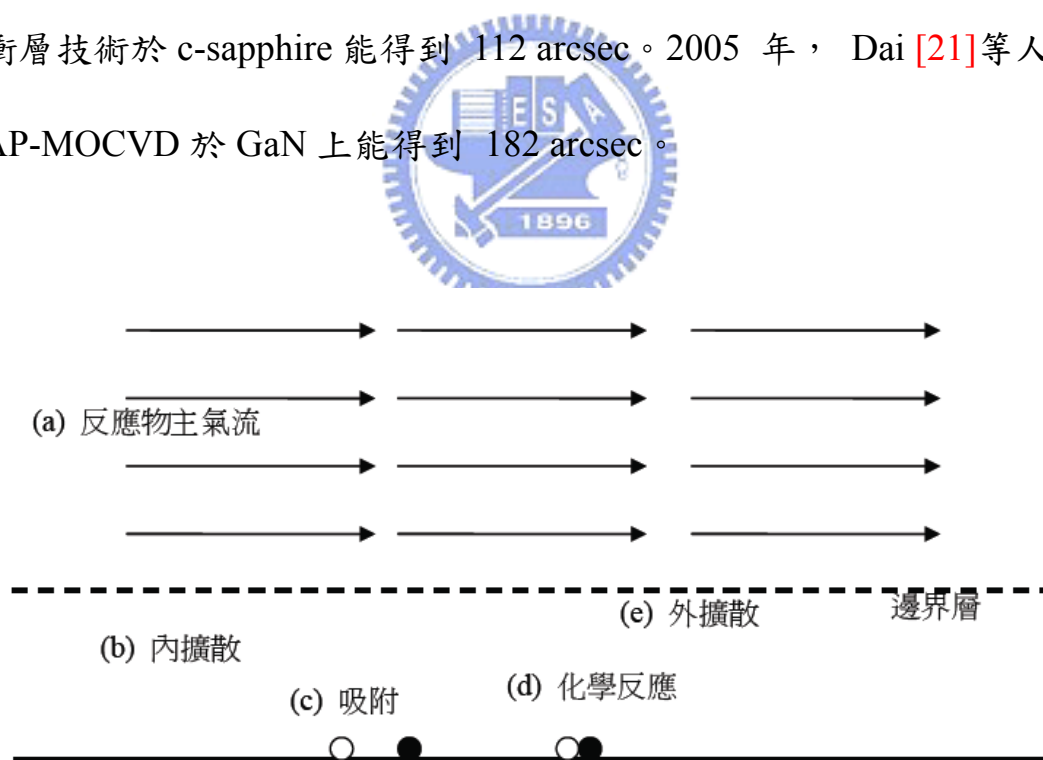 衝層技術於 c-sapphire 能得到 112 arcsec。2005 年， Dai [21]等人
AP-MOCVD 於 GaN 上能得到 182 arcsec。
ES
1896
(a) 反應物主氣流
(e) 外擴散
邊界層
(b) 內擴散
(c) 吸附
(d) 化學反應